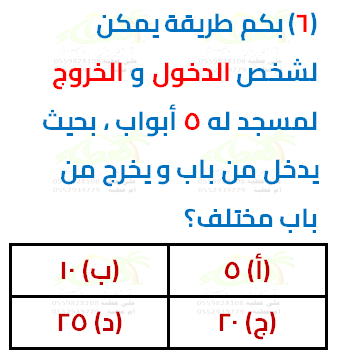 (٦) بكم طريقة يمكن
لشخص الدخول و الخروج
لمسجد له ٥ أبواب ، بحيث
يدخل من باب و يخرج من
باب مختلف؟
(أ) ٥
(ب) ١٠
(ج) ٢٠
(د) ٢٥